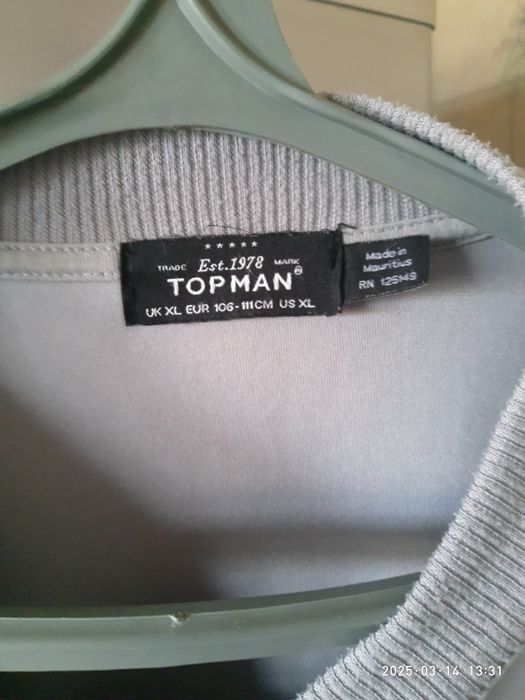 ★★★★★
TRADE Est.1978 MARK
TOPMAN®
UK XL EUR 106-111CM US XL
Made in
Mauritius
RN 125149
2025-03-14 13:31